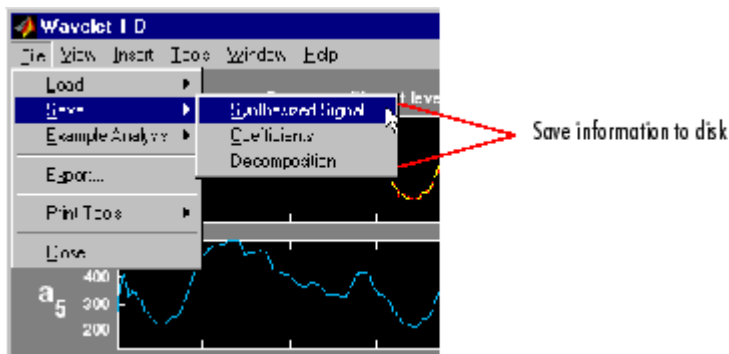 Wavelet 1 D
File View Insert Tools Window Help
Load
Save
Example Analysis
Export...
Print Tools
Close
Synthesized Signal
Coefficients
Decomposition
t leve
Save information to disk
a5
400
300
200